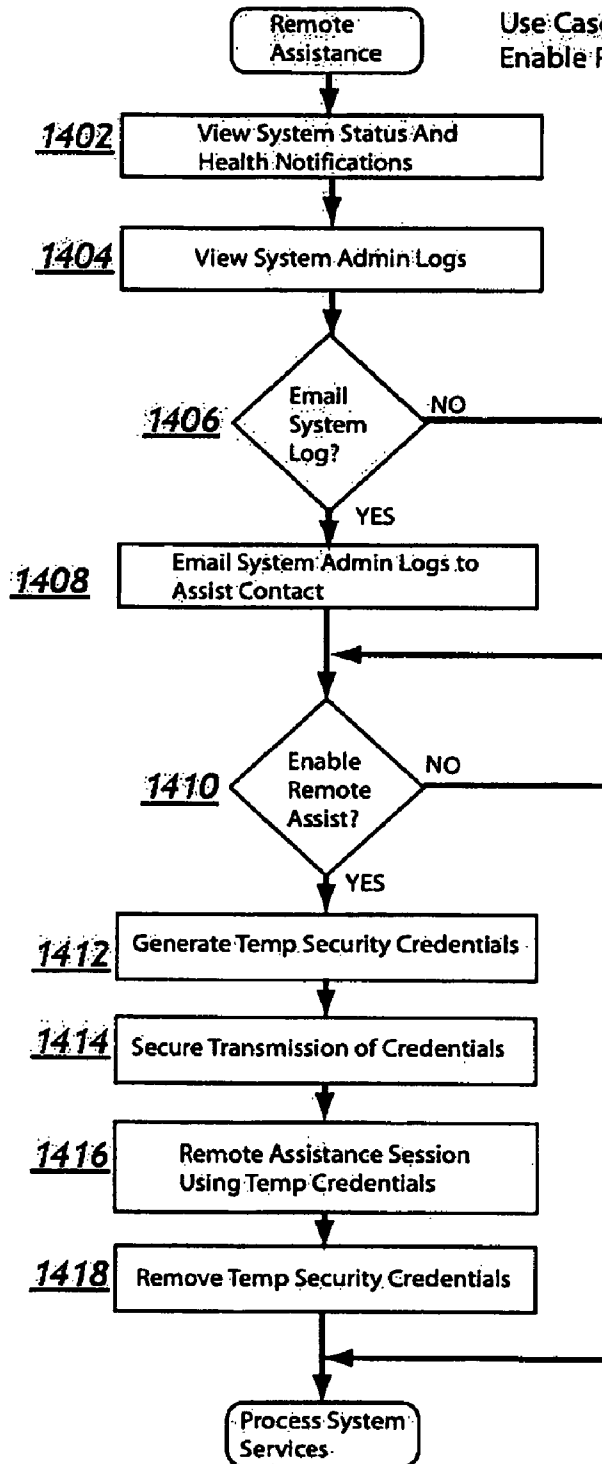 Remote
Assistance
Use Case
Enable
1402
View System Status And
Health Notifications
1404
View System Admin Logs
1406
Email
System
Log?
NO
YES
1408
Email System Admin Logs to
Assist Contact
1410
Enable
Remote
Assist?
NO
YES
1412
Generate Temp Security Credentials
1414
Secure Transmission of Credentials
1416
Remote Assistance Session
Using Temp Credentials
1418
Remove Temp Security Credentials
Process System
Services